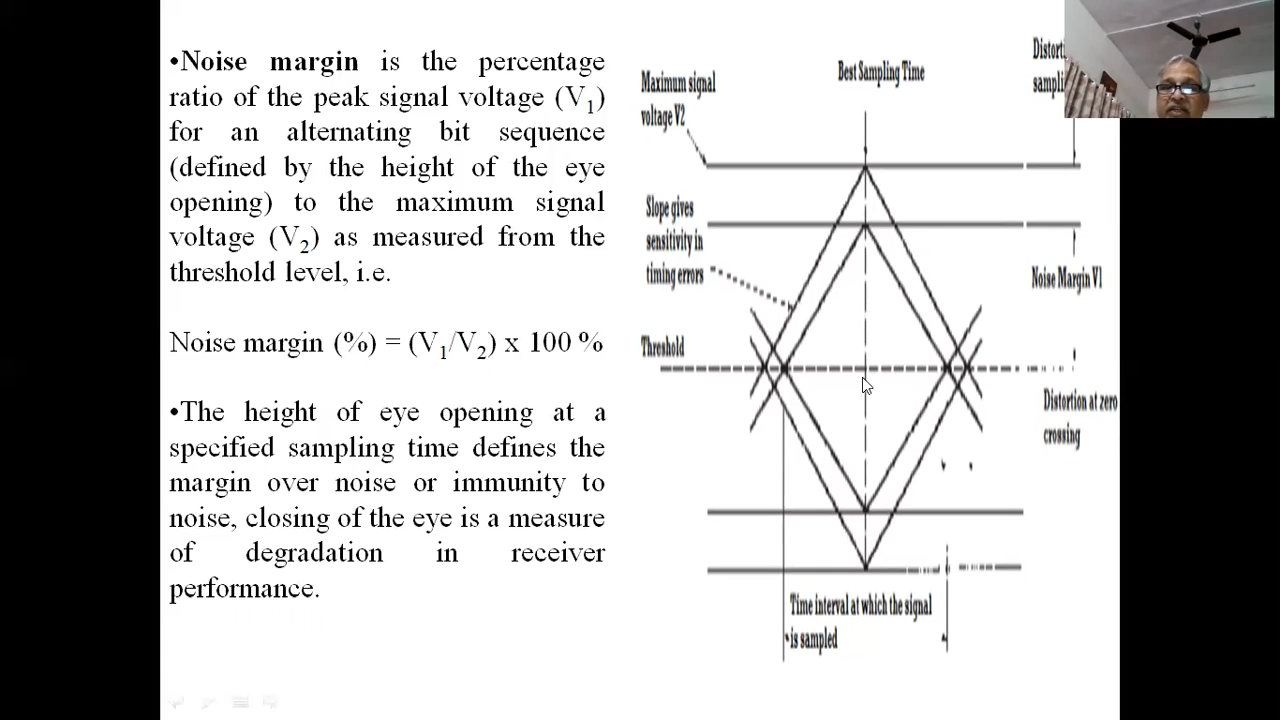 •Noise margin is the percentage
ratio of the peak signal voltage (V1)
for an alternating bit sequence
(defined by the height of the eye
opening) to the maximum signal
voltage (V2) as measured from the
threshold level, i.e.
Noise margin (%) = (V1/V2) x 100 %
•The height of eye opening at a
specified sampling time defines the
margin over noise or immunity to
noise, closing of the eye is a measure
of degradation in receiver
performance.
Best Sampling Time
Maximum signal
voltage V2
Slope gives
sensitivity in
timing errors
Threshold
Noise Margin V1
Distortion at zero
crossing
Time interval at which the signal
is sampled